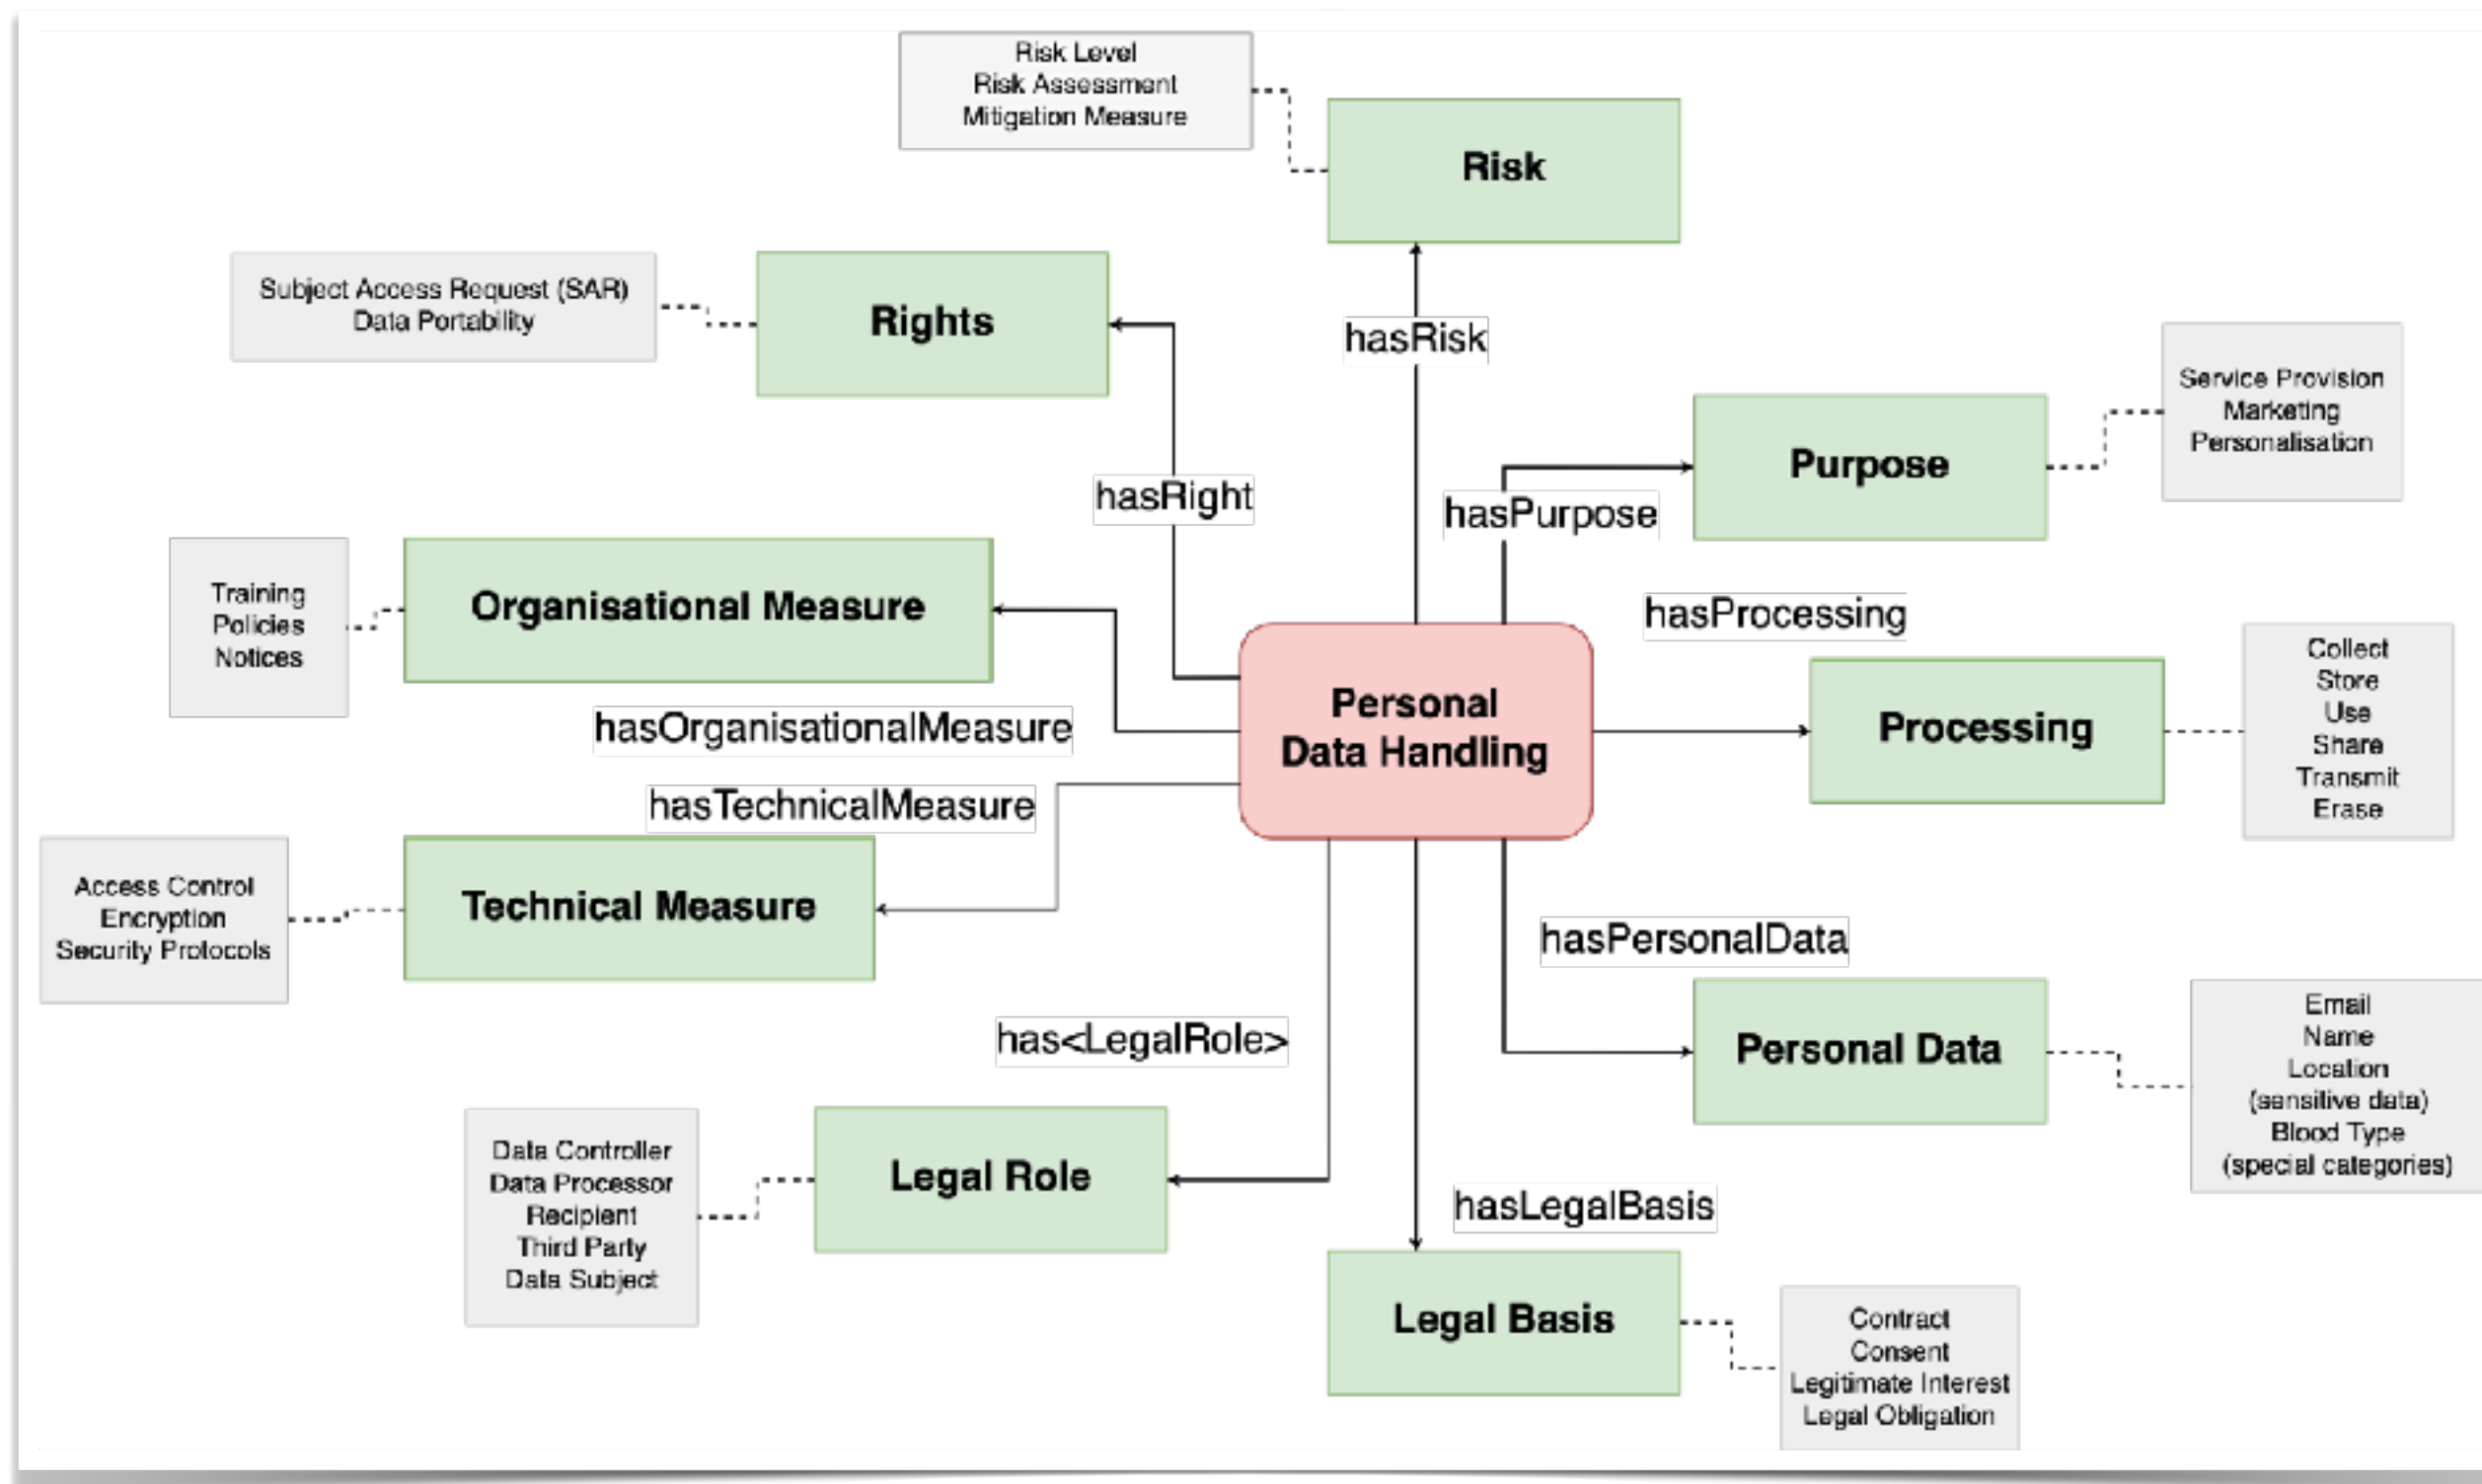 Risk Level
Risk Assessment
Mitigation Measure
Risk
Subject Access Request (SAR)
Data Portability
Rights
hasRisk
Service Provision
Marketing
Personalisation
Purpose
hasRight
hasPurpose
Training
Policies
Notices
Organisational Measure
hasProcessing
Collect
Store
Use
Share
Transmit
Erase
Processing
Personal
Data Handling
hasOrganisationalMeasure
hasTechnicalMeasure
Access Control
Encryption
Security Protocols
Technical Measure
hasPersonalData
Personal Data
Email
Name
Location
(sensitive data)
Blood Type
(special categories)
has<LegalRole>
Data Controller
Data Processor
Recipient
Third Party
Data Subject
Legal Role
hasLegalBasis
Legal Basis
Contract
Consent
Legitimate Interest
Legal Obligation